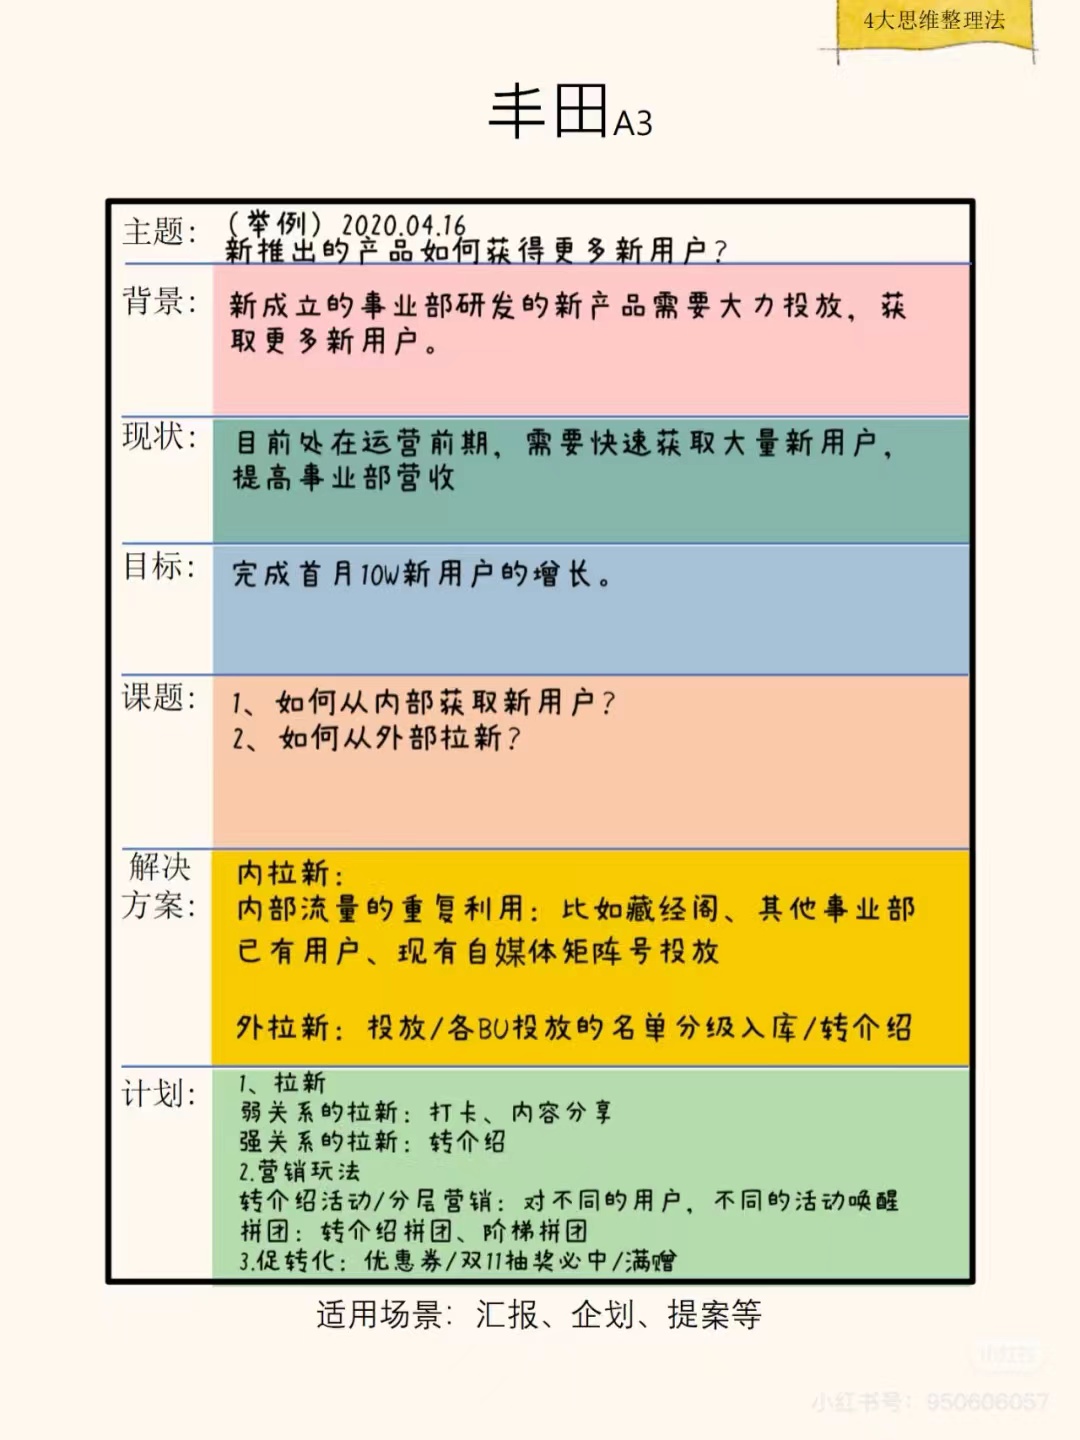 4大思维整理法
丰田A3
主题：
（举例）2020.04.16
新推出的产品如何获得更多新用户？
背景：
新成立的事业部研发的新产品需要大力投放，获
取更多新用户。
现状：
目前处在运营前期，需要快速获取大量新用户，
提高事业部营收
目标：
完成首月10W新用户的增长。
课题：
1、如何从内部获取新用户？
2、如何从外部拉新？
解决
方案：
内拉新：
内部流量的重复利用：比如藏经阁、其他事业部
已有用户、现有自媒体矩阵号投放
外拉新：投放/各BU投放的名单分级入库/转介绍
计划：
1、拉新
弱关系的拉新：打卡、内容分享
强关系的拉新：转介绍
2.营销玩法
转介绍活动/分层营销：对不同的用户，不同的活动唤醒
拼团：转介绍拼团、阶梯拼团
3.促转化：优惠券/双11抽奖必中/满赠
适用场景：汇报、企划、提案等
小红书
小红书号：950606057